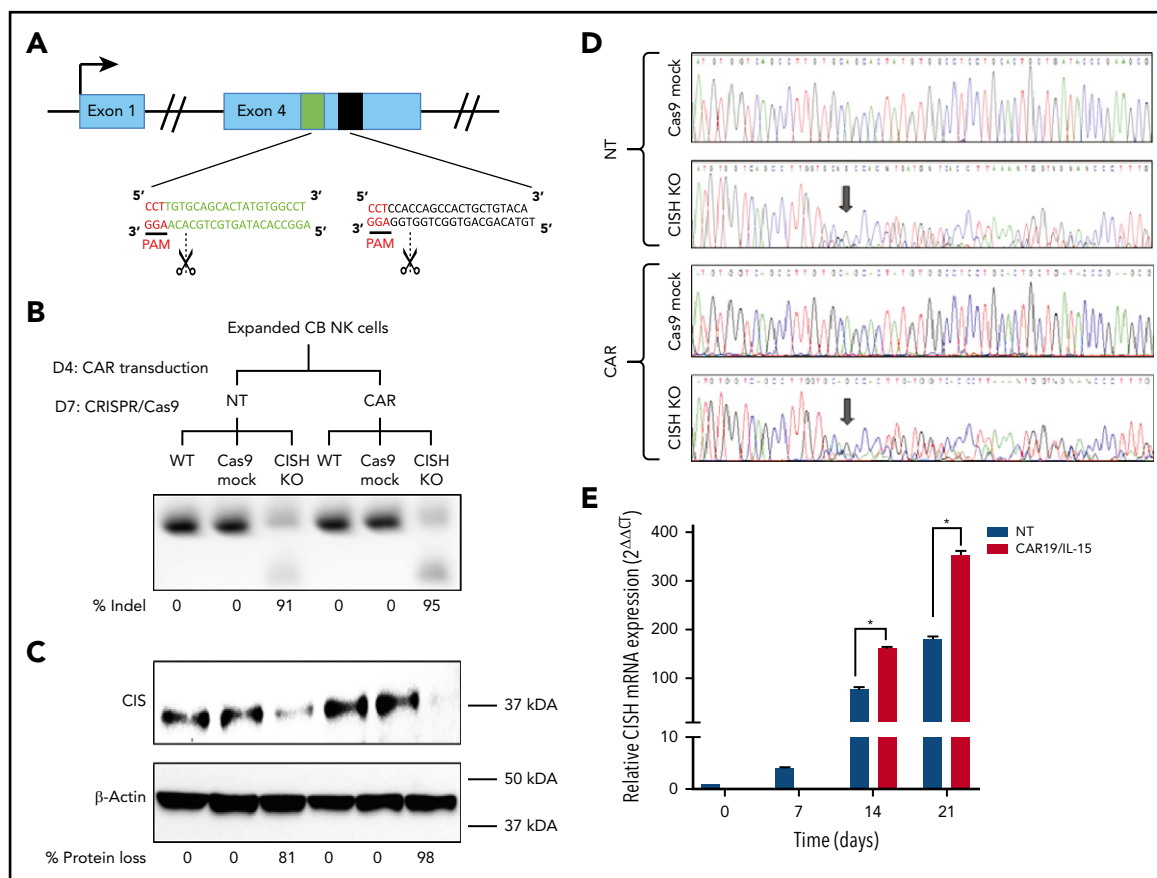 A
Exon 1
Exon 4
5′ 3′
CCTTGTGCAGCACTATGTGGCCT
GGAACACGTCGTGATACACCGGA
3′ 5′
PAM
5′ 3′
CCTCCACCAGCCACTGCTGTACA
GGAGGTGGTCGGTGACGACATGT
3′ 5′
PAM
B
Expanded CB NK cells
D4: CAR transduction
D7: CRISPR/Cas9
NT CAR
WT Cas9 mock CISH KO WT Cas9 mock CISH KO
% Indel 0 0 91 0 0 95
C
CIS
37 kDa
β-Actin
50 kDa
37 kDa
% Protein loss 0 0 81 0 0 98
D
NT
Cas9 mock
CISH KO
CAR
Cas9 mock
CISH KO
E
Relative CISH mRNA expression (2^ΔΔCT)
400
300
200
100
10
0
* *
NT
CAR19/IL-15
0 7 14 21
Time (days)